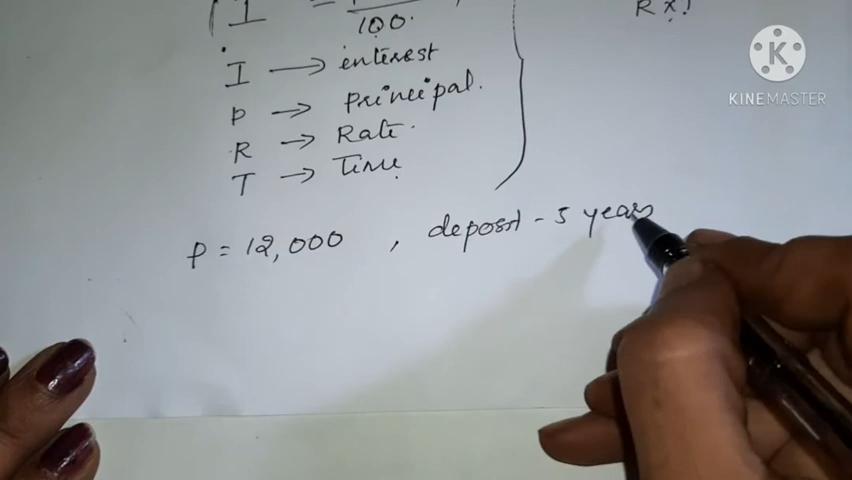 I =
100.
R x!
I → interest
P → Principal.
R → Rate.
T → Time
P = 12,000 , deposit - 5 years
K
KINEMASTER